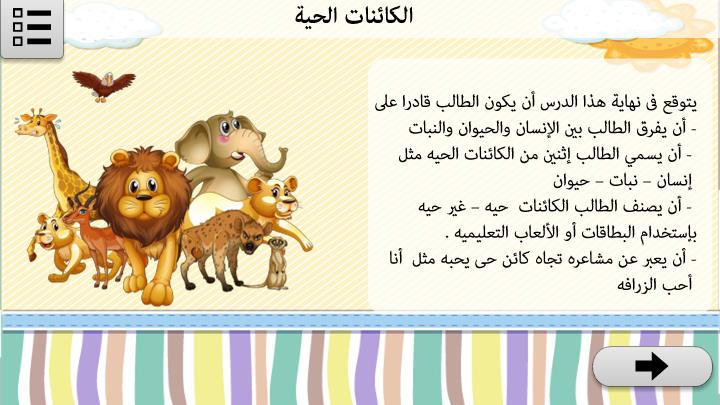 الكائنات الحية
يتوقع فى نهاية هذا الدرس أن يكون الطالب قادرا على
- أن يفرق الطالب بين الإنسان والحيوان والنبات
- أن يسمي الطالب إثنين من الكائنات الحيه مثل
إنسان – نبات – حيوان
- أن يصنف الطالب الكائنات حيه – غير حيه
بإستخدام البطاقات أو الألعاب التعليميه .
- أن يعبر عن مشاعره تجاه كائن حى يحبه مثل أنا
أحب الزرافه